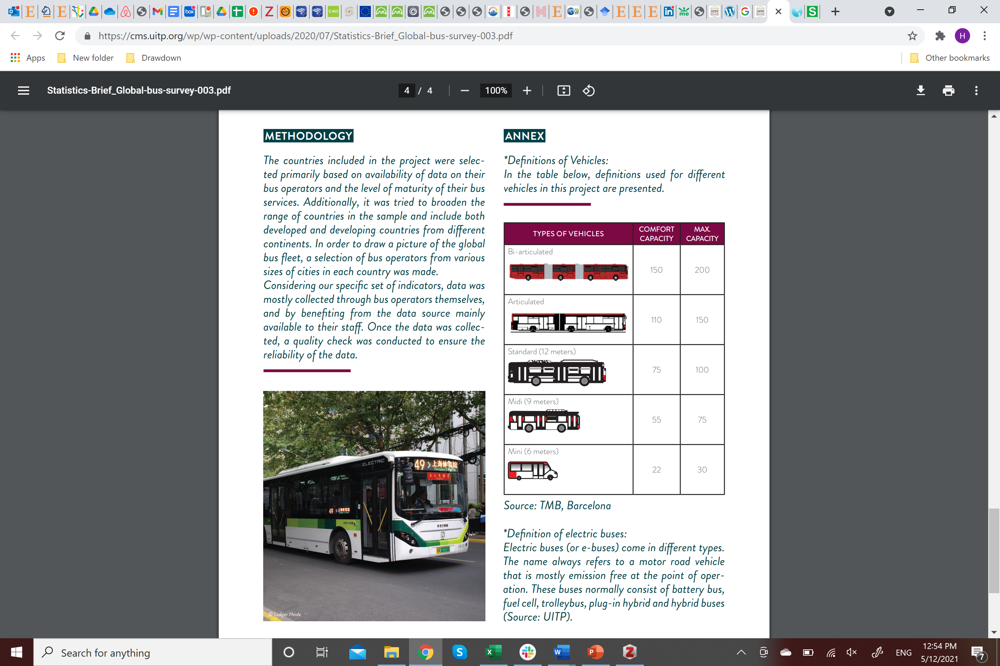 https://cms.uitp.org/wp/wp-content/uploads/2020/07/Statistics-Brief_Global-bus-survey-003.pdf
H
Apps
New folder
Drawdown
Other bookmarks
Statistics-Brief_Global-bus-survey-003.pdf
4 / 4
100%
METHODOLOGY
The countries included in the project were selec-
ted primarily based on availability of data on their
bus operators and the level of maturity of their bus
services. Additionally, it was tried to broaden the
range of countries in the sample and include both
developed and developing countries from different
continents. In order to draw a picture of the global
bus fleet, a selection of bus operators from various
sizes of cities in each country was made.
Considering our specific set of indicators, data was
mostly collected through bus operators themselves,
and by benefiting from the data source mainly
available to their staff. Once the data was collec-
ted, a quality check was conducted to ensure the
reliability of the data.
ELECTRIC
49 > 上海体育馆
49 > 上海体育馆
© Ludger Heide
ANNEX
*Definitions of Vehicles:
In the table below, definitions used for different
vehicles in this project are presented.
TYPES OF VEHICLES
COMFORT CAPACITY
MAX. CAPACITY
Bi-articulated
150
200
Articulated
110
150
Standard (12 meters)
75
100
Midi (9 meters)
55
75
Mini (6 meters)
22
30
Source: TMB, Barcelona
*Definition of electric buses:
Electric buses (or e-buses) come in different types.
The name always refers to a motor road vehicle
that is mostly emission free at the point of oper-
ation. These buses normally consist of battery bus,
fuel cell, trolleybus, plug-in hybrid and hybrid buses
(Source: UITP).
Search for anything
ENG
12:54 PM
5/12/2021
7